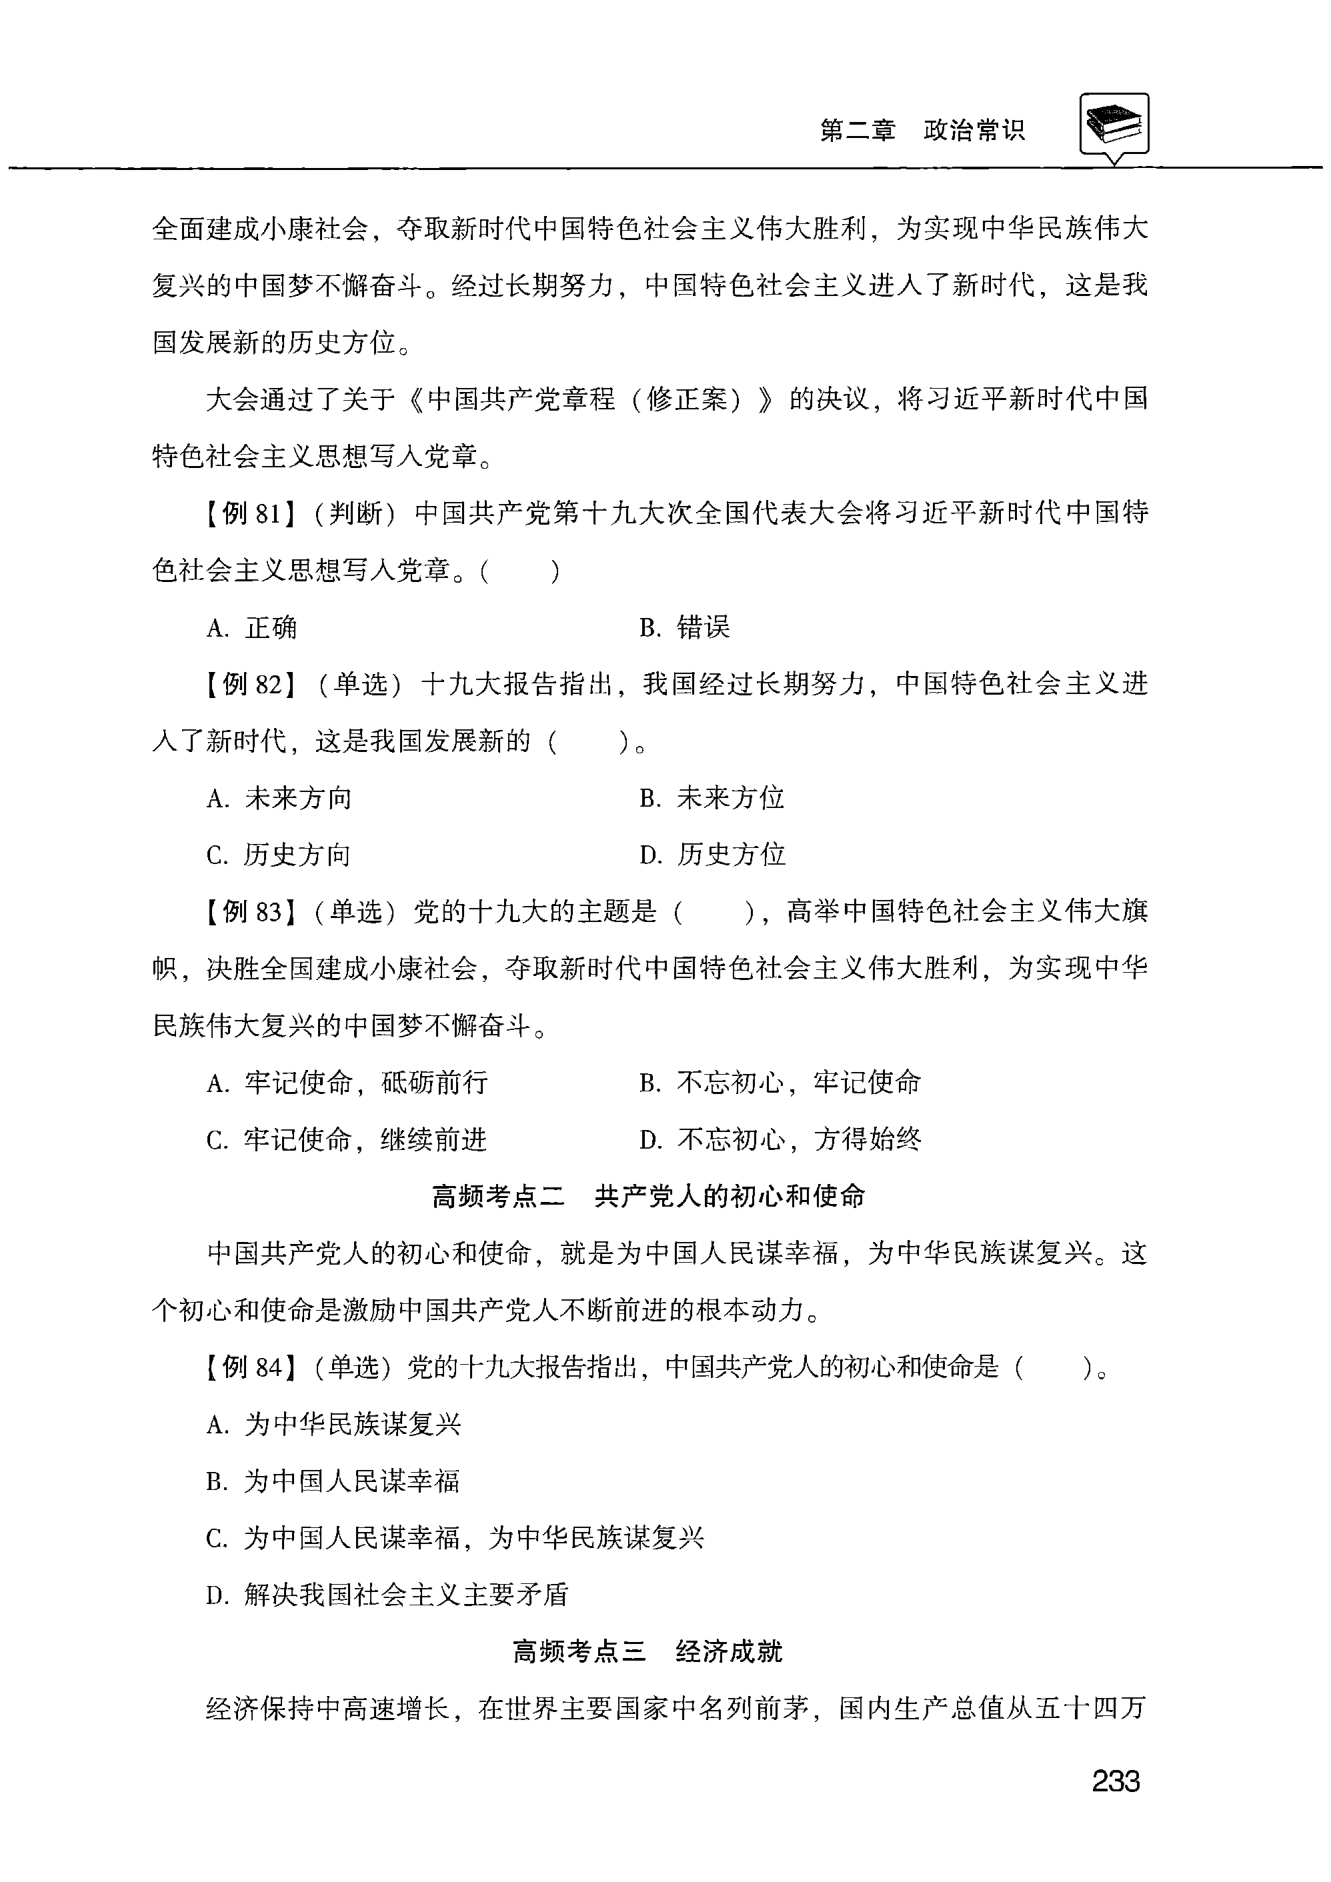 第二章 政治常识
全面建成小康社会，夺取新时代中国特色社会主义伟大胜利，为实现中华民族伟大
复兴的中国梦不懈奋斗。经过长期努力，中国特色社会主义进入了新时代，这是我
国发展新的历史方位。
大会通过了关于《中国共产党章程（修正案）》的决议，将习近平新时代中国
特色社会主义思想写入党章。
【例 81】（判断）中国共产党第十九大次全国代表大会将习近平新时代中国特
色社会主义思想写入党章。（　　）
A. 正确　　B. 错误
【例 82】（单选）十九大报告指出，我国经过长期努力，中国特色社会主义进
入了新时代，这是我国发展新的（　　）。
A. 未来方向　　B. 未来方位
C. 历史方向　　D. 历史方位
【例 83】（单选）党的十九大的主题是（　　），高举中国特色社会主义伟大旗
帜，决胜全国建成小康社会，夺取新时代中国特色社会主义伟大胜利，为实现中华
民族伟大复兴的中国梦不懈奋斗。
A. 牢记使命，砥砺前行　　B. 不忘初心，牢记使命
C. 牢记使命，继续前进　　D. 不忘初心，方得始终
高频考点二　共产党人的初心和使命
中国共产党人的初心和使命，就是为中国人民谋幸福，为中华民族谋复兴。这
个初心和使命是激励中国共产党人不断前进的根本动力。
【例 84】（单选）党的十九大报告指出，中国共产党人的初心和使命是（　　）。
A. 为中华民族谋复兴
B. 为中国人民谋幸福
C. 为中国人民谋幸福，为中华民族谋复兴
D. 解决我国社会主义主要矛盾
高频考点三　经济成就
经济保持中高速增长，在世界主要国家中名列前茅，国内生产总值从五十四万
233